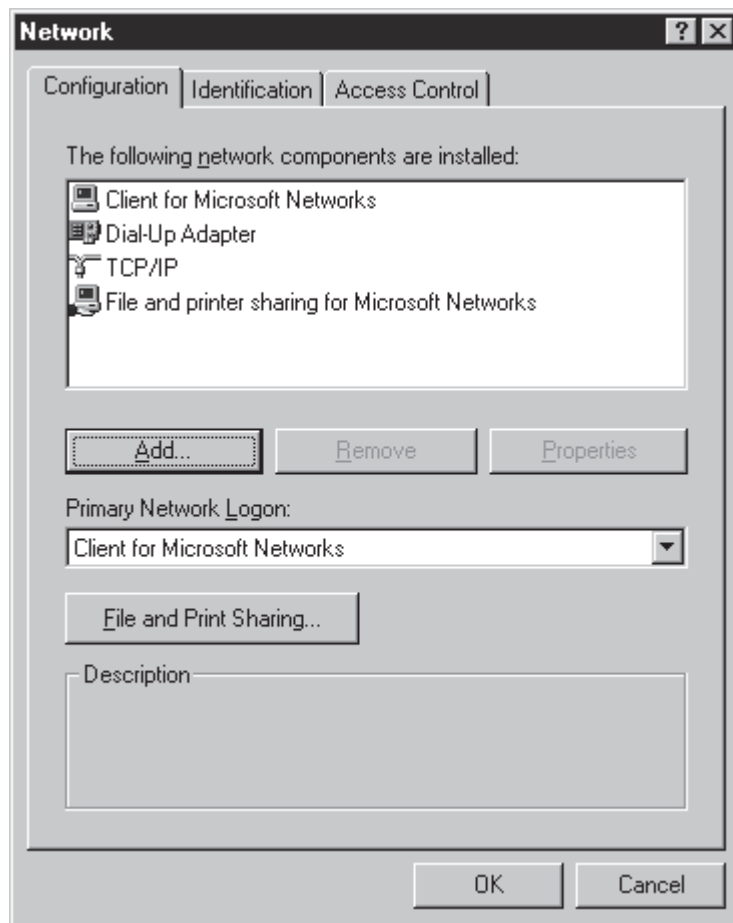 Network
?
Configuration Identification Access Control
The following network components are installed:
Client for Microsoft Networks
Dial-Up Adapter
TCP/IP
File and printer sharing for Microsoft Networks
Add... Remove Properties
Primary Network Logon:
Client for Microsoft Networks
File and Print Sharing...
Description
OK Cancel